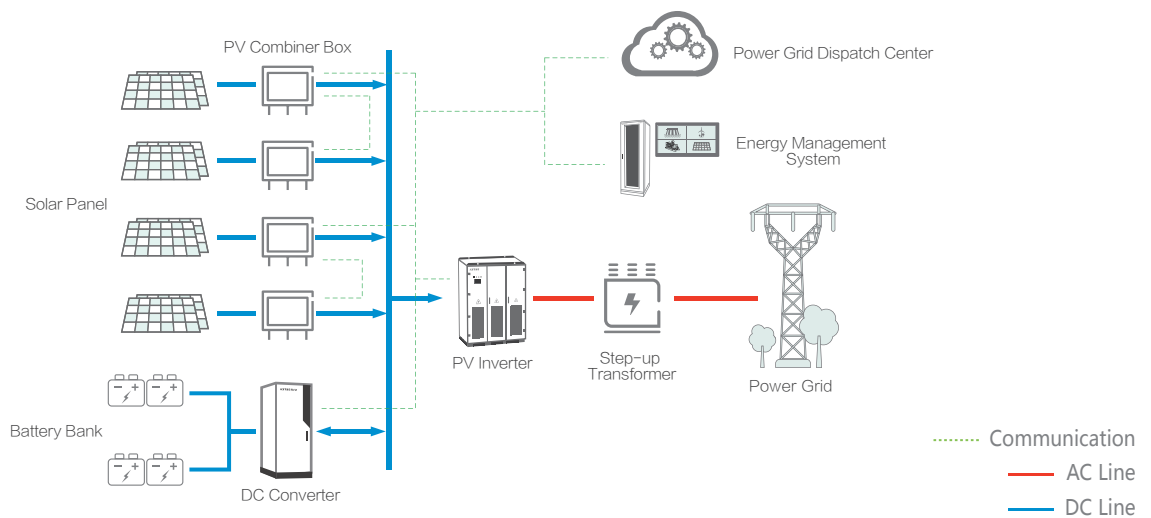 PV Combiner Box
Power Grid Dispatch Center
Energy Management
System
Solar Panel
PV Inverter
Step-up
Transformer
Power Grid
Battery Bank
DC Converter
Communication
AC Line
DC Line